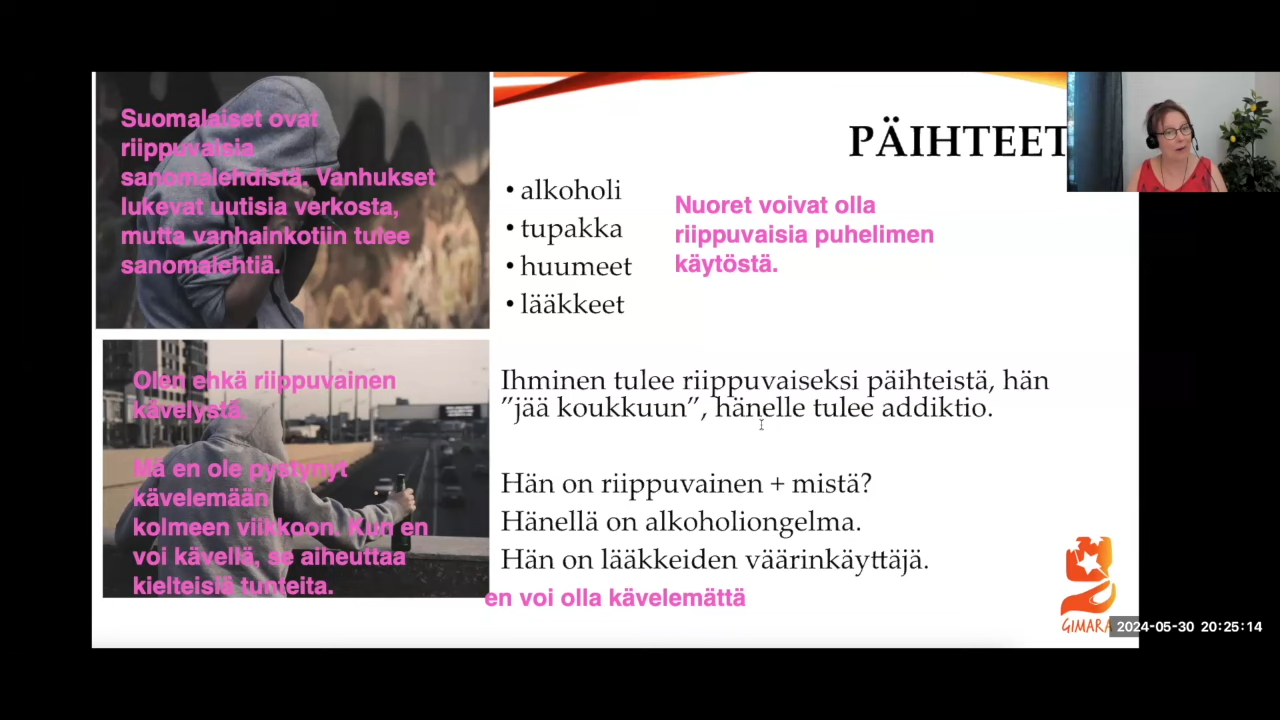 Suomalaiset ovat
riippuvaisia
sanomalehdistä. Vanhukset
lukevat uutisia verkosta,
mutta vanhainkotiin tulee
sanomalehtiä.
PÄIHTEET
• alkoholi
• tupakka
• huumeet
• lääkkeet
Nuoret voivat olla
riippuvaisia puhelimen
käytöstä.
Olen ehkä riippuvainen
kävelystä.
Mä en ole pystynyt
kävelemään
kolmeen viikkoon. Kun en
voi kävellä, se aiheuttaa
kielteisiä tunteita.
Ihminen tulee riippuvaiseksi päihteistä, hän
”jää koukkuun”, hänelle tulee addiktio.
Hän on riippuvainen + mistä?
Hänellä on alkoholiongelma.
Hän on lääkkeiden väärinkäyttäjä.
en voi olla kävelemättä
GIMARA
2024-05-30 20:25:14